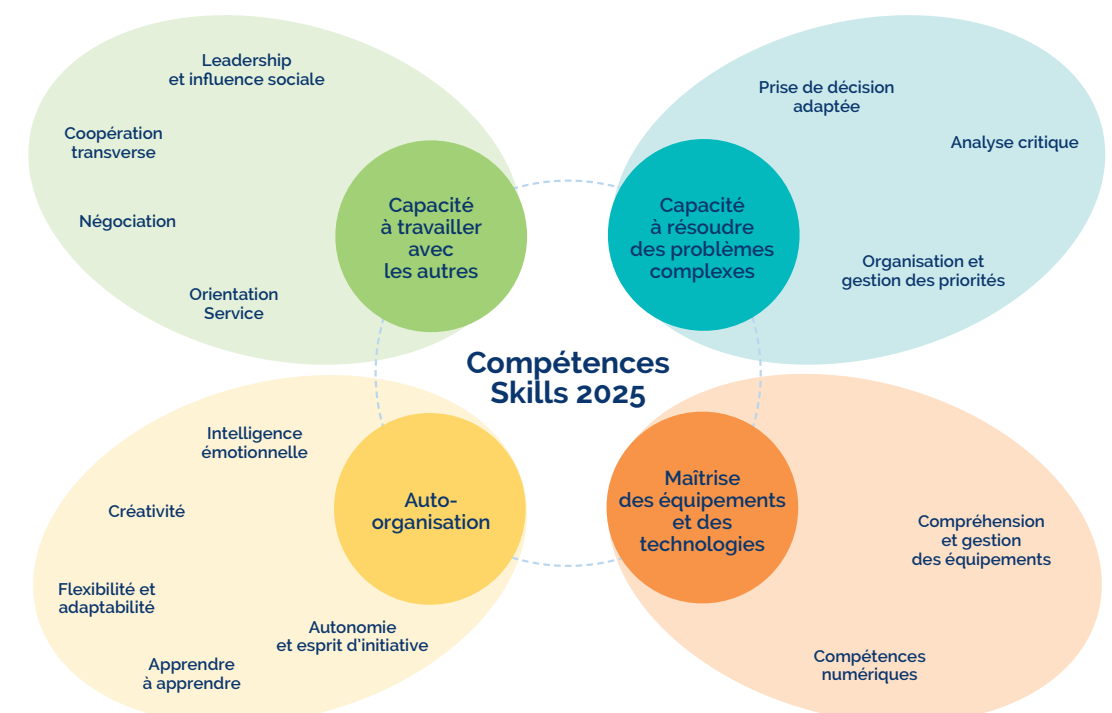 Leadership
et influence sociale
Coopération
transverse
Négociation
Orientation
Service
Capacité
à travailler
avec
les autres
Prise de décision
adaptée
Analyse critique
Organisation et
gestion des priorités
Capacité
à résoudre
des problèmes
complexes
Compétences
Skills 2025
Intelligence
émotionnelle
Créativité
Flexibilité et
adaptabilité
Apprendre
à apprendre
Autonomie
et esprit d'initiative
Auto-
organisation
Maîtrise
des équipements
et des
technologies
Compréhension
et gestion
des équipements
Compétences
numériques